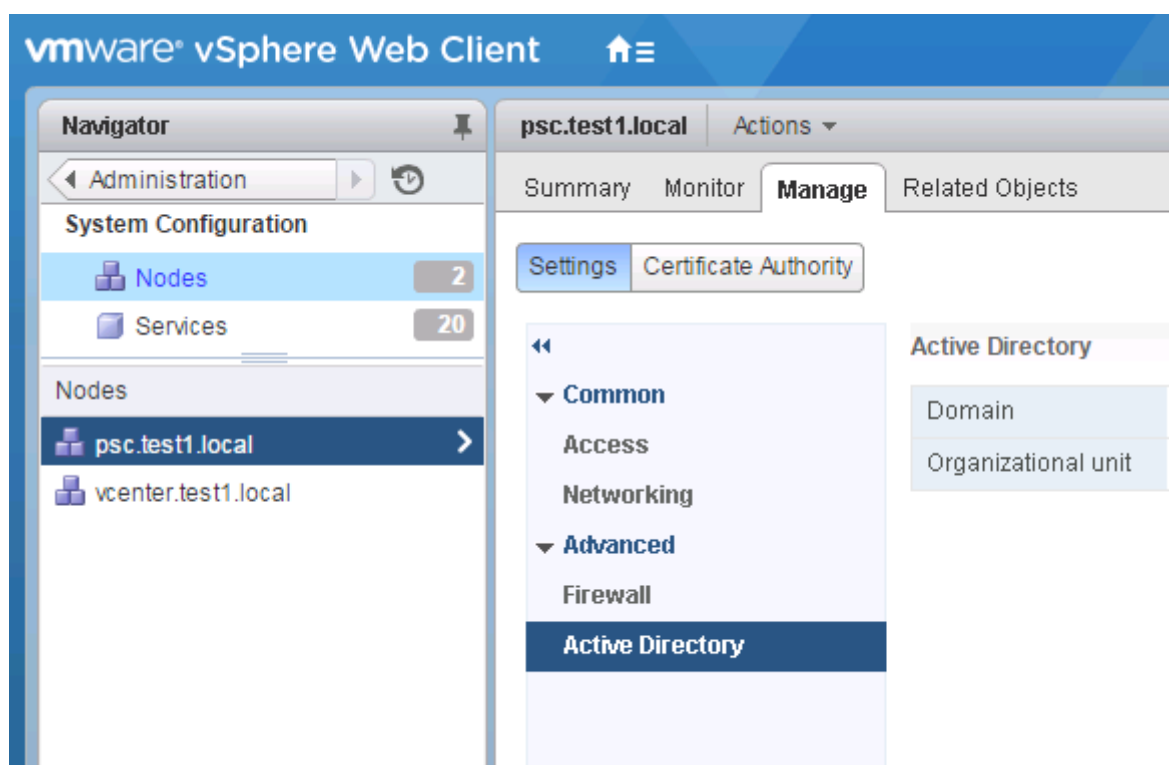 vmware® vSphere Web Client
Navigator
Administration
System Configuration
Nodes 2
Services 20
Nodes
psc.test1.local
vcenter.test1.local
psc.test1.local Actions
Summary Monitor Manage Related Objects
Settings Certificate Authority
Common
Access
Networking
Advanced
Firewall
Active Directory
Active Directory
Domain
Organizational unit